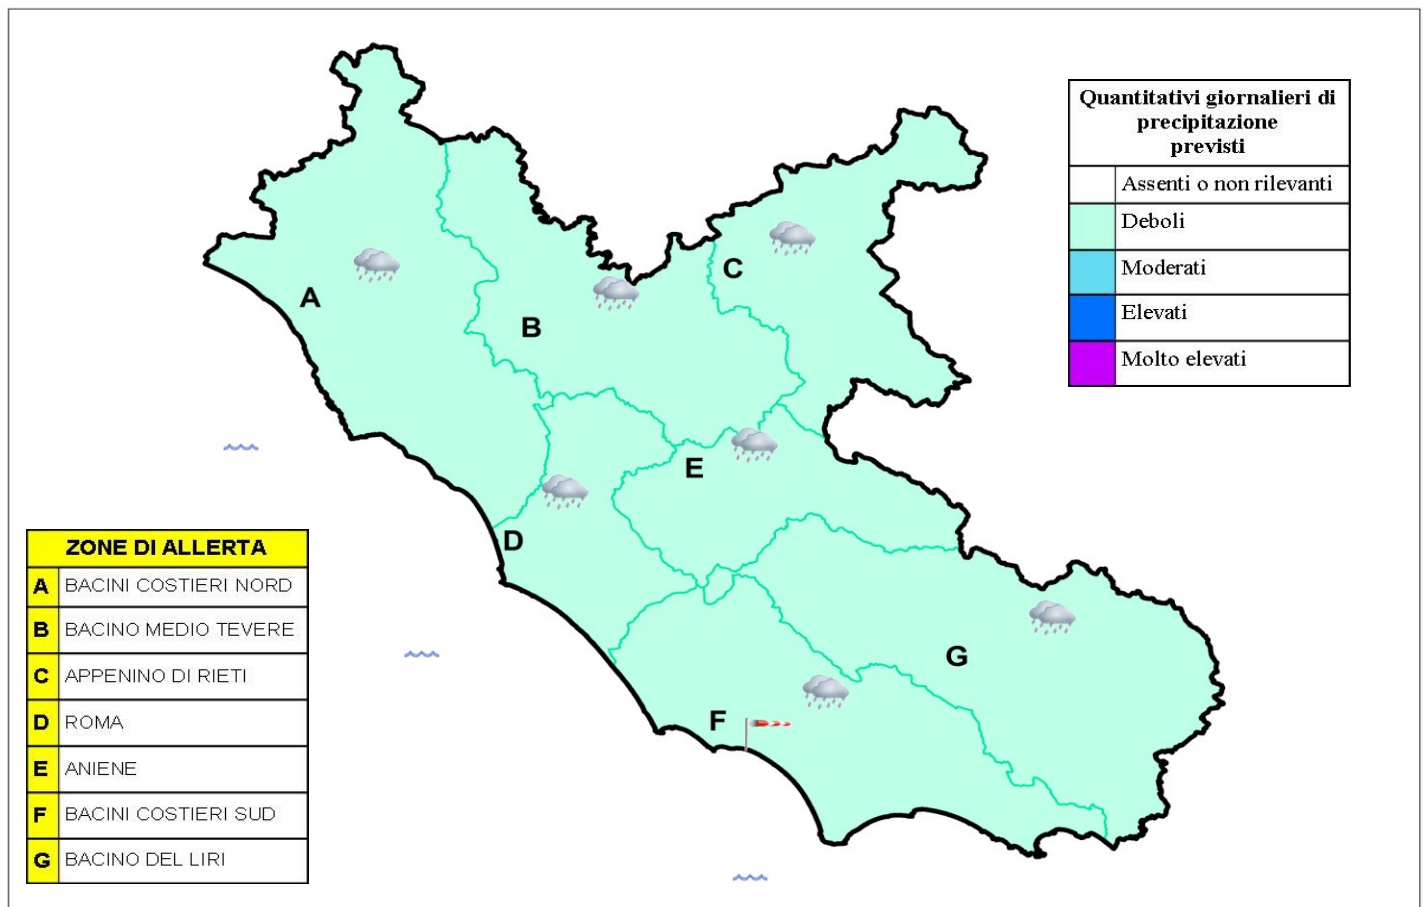 Quantitativi giornalieri di
precipitazione
previsti
Assenti o non rilevanti
Deboli
Moderati
Elevati
Molto elevati
A
B
C
D
E
F
G
ZONE DI ALLERTA
A BACINI COSTIERI NORD
B BACINO MEDIO TEVERE
C APPENINO DI RIETI
D ROMA
E ANIENE
F BACINI COSTIERI SUD
G BACINO DEL LIRI